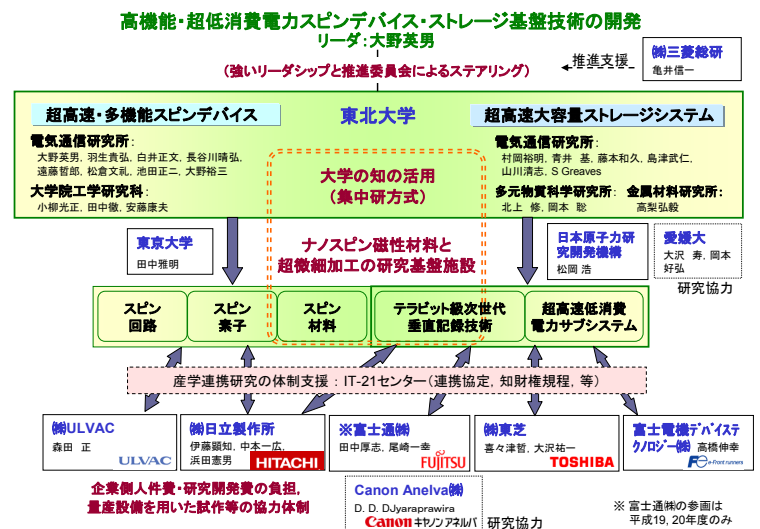 高機能・超低消費電力スピンデバイス・ストレージ基盤技術の開発
リーダ：大野英男
（強いリーダシップと推進委員会によるステアリング）
推進支援
㈱三菱総研
亀井信一
東北大学
超高速・多機能スピンデバイス
電気通信研究所：
大野英男, 羽生貴弘, 白井正文, 長谷川晴弘,
遠藤哲郎, 松倉文礼, 池田正二, 大野裕三
大学院工学研究科：
小柳光正, 田中徹, 安藤康夫
超高速大容量ストレージシステム
電気通信研究所：
村岡裕明, 青井 基, 藤本和久, 島津武仁,
山川清志, S Greaves
多元物質科学研究所：
北上 修, 岡本 聡
金属材料研究所：
高梨弘毅
大学の知の活用
（集中研方式）
ナノスピン磁性材料と
超微細加工の研究基盤施設
東京大学
田中雅明
日本原子力研
究開発機構
松岡 浩
愛媛大
大沢 寿, 岡本
好弘
研究協力
スピン
回路
スピン
素子
スピン
材料
テラビット級次世代
垂直記録技術
超高速低消費
電力サブシステム
産学連携研究の体制支援：IT-21センター（連携協定, 知財権規程, 等）
㈱ULVAC
森田 正
ULVAC
㈱日立製作所
伊藤顕知, 中本一広,
浜田憲男
HITACHI
※富士通㈱
田中厚志, 尾崎一幸
FUJITSU
㈱東芝
喜々津哲, 大沢祐一
TOSHIBA
富士電機デバイステ
クノロジー㈱ 高橋伸幸
Fe e-Front runners
企業側人件費・研究開発費の負担,
量産設備を用いた試作等の協力体制
Canon Anelva㈱
D. D. DJyaraprawira
Canon キヤノンアネルバ
研究協力
※ 富士通㈱の参画は
平成19, 20年度のみ